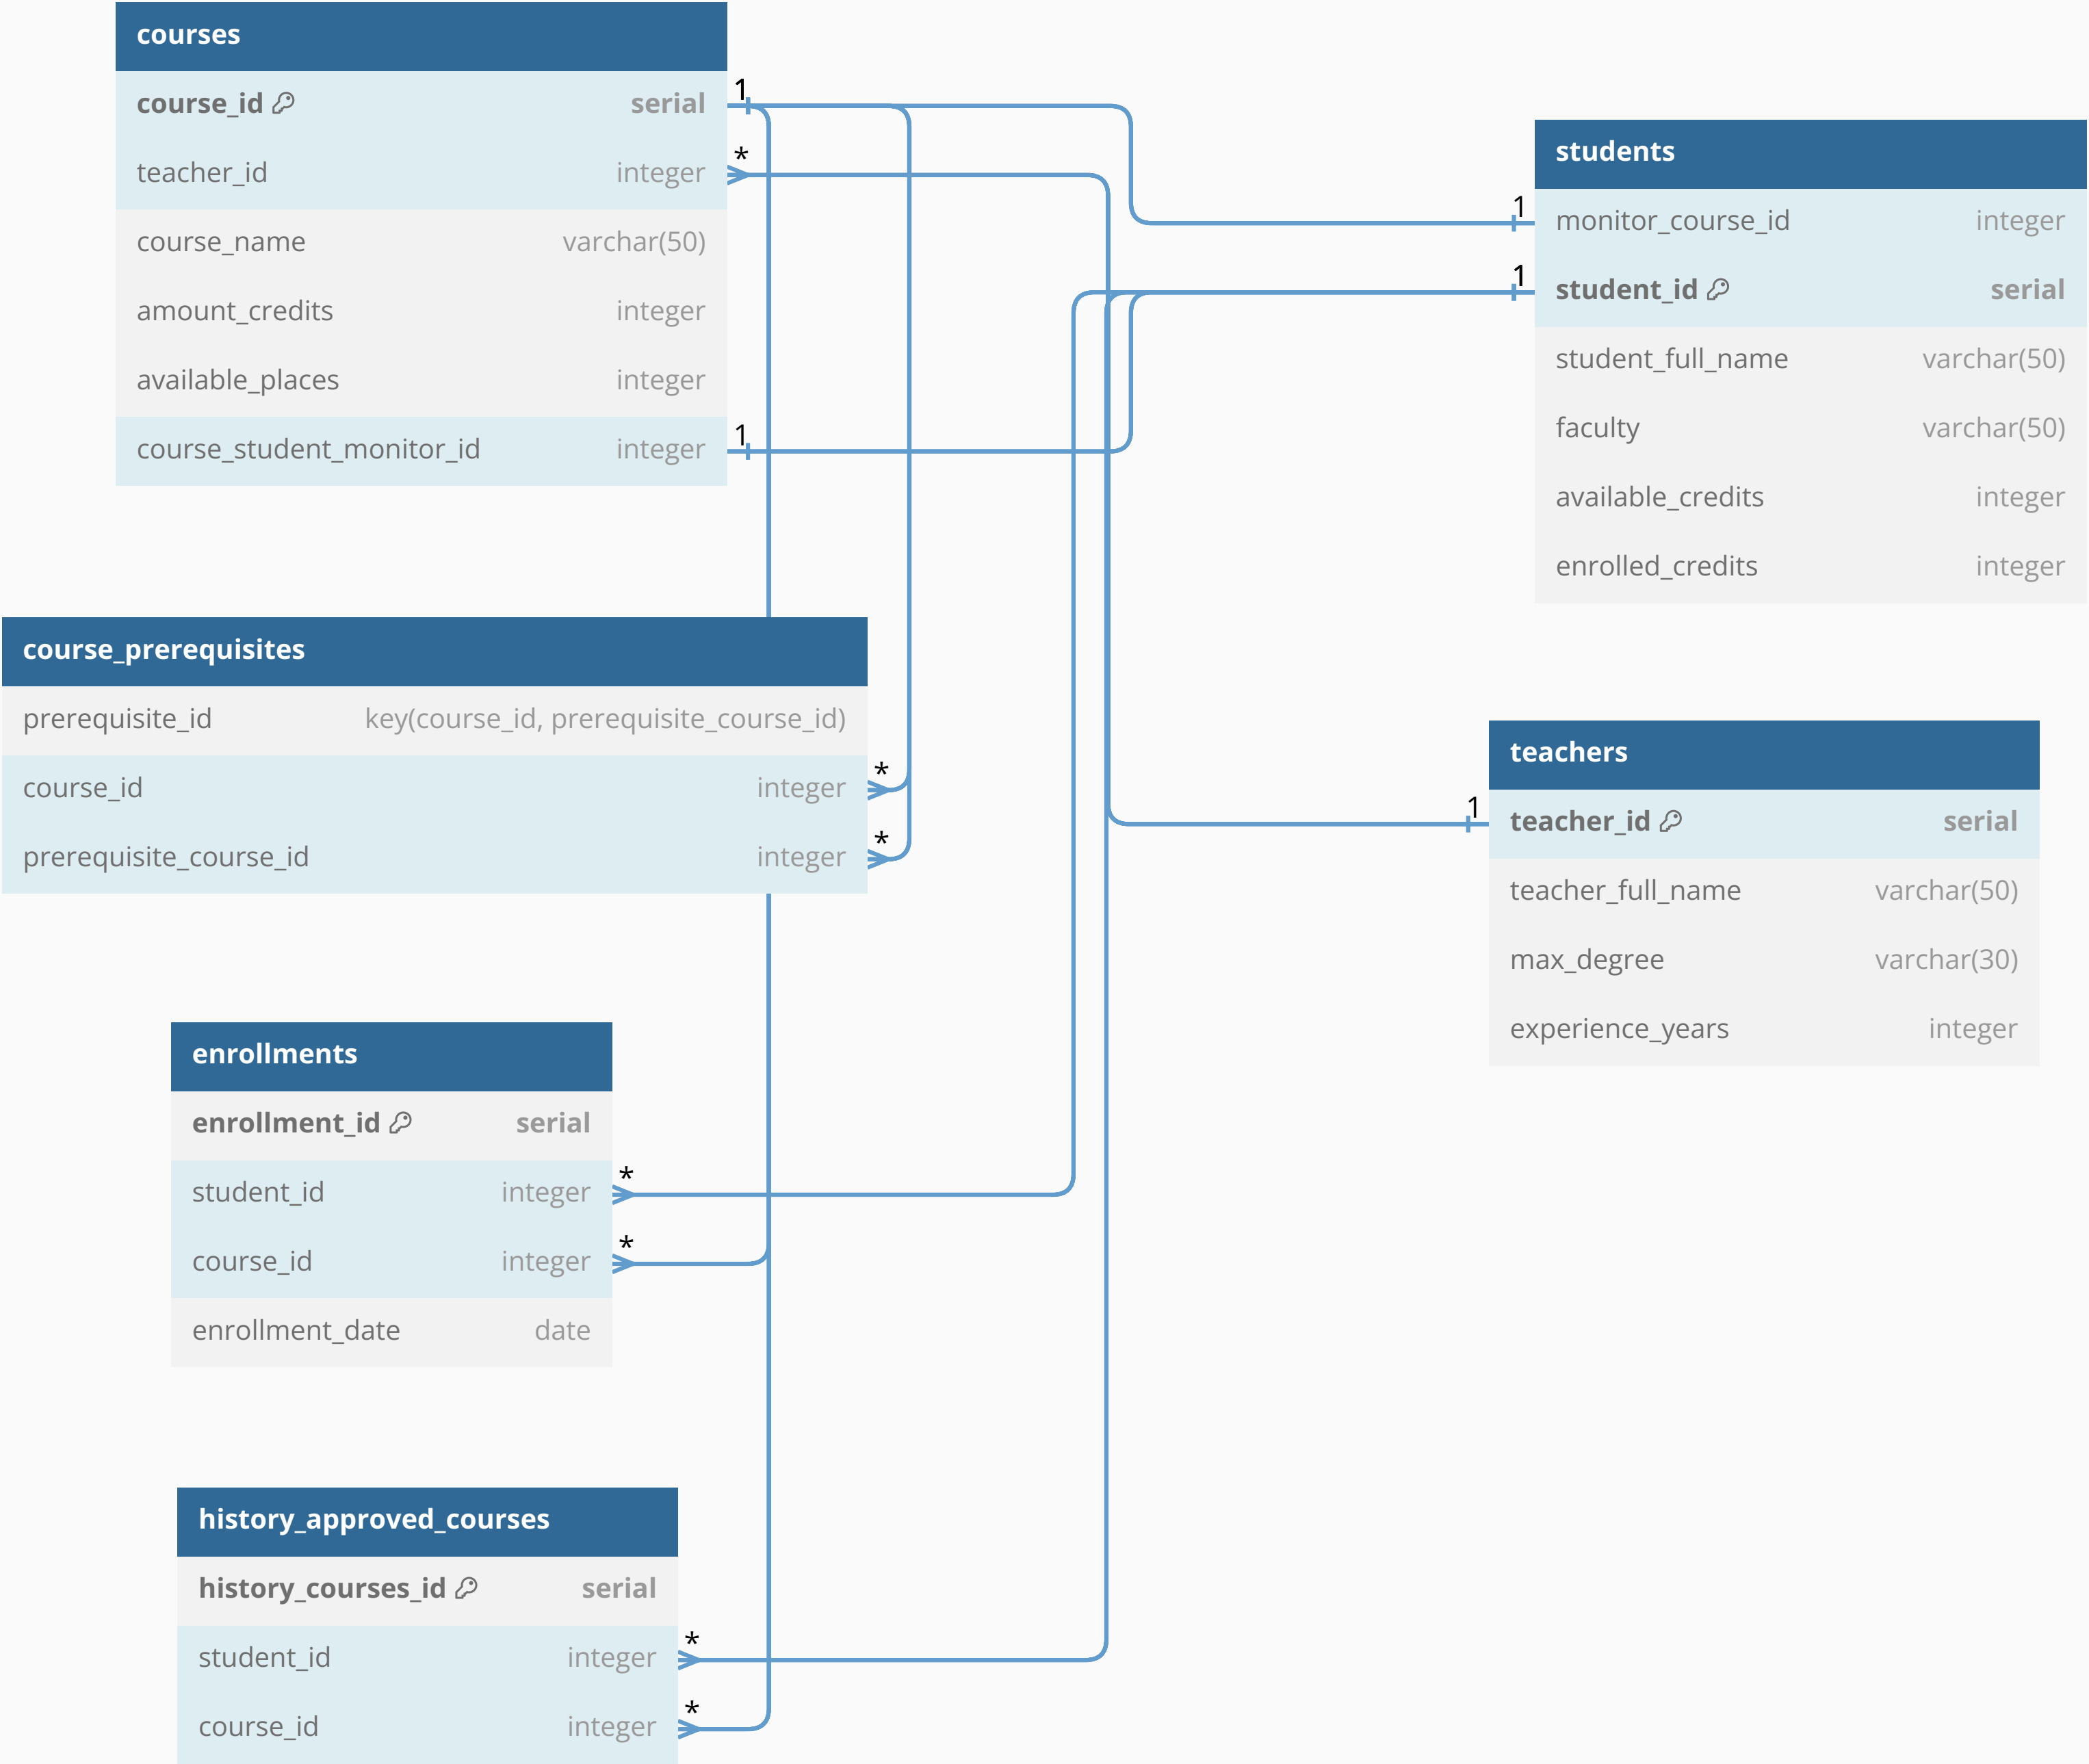 courses
course_id serial
teacher_id integer
course_name varchar(50)
amount_credits integer
available_places integer
course_student_monitor_id integer
1
*
1
students
monitor_course_id integer
student_id serial
student_full_name varchar(50)
faculty varchar(50)
available_credits integer
enrolled_credits integer
1
1
course_prerequisites
prerequisite_id key(course_id, prerequisite_course_id)
course_id integer
prerequisite_course_id integer
*
*
teachers
teacher_id serial
teacher_full_name varchar(50)
max_degree varchar(30)
experience_years integer
1
enrollments
enrollment_id serial
student_id integer
course_id integer
enrollment_date date
*
*
history_approved_courses
history_courses_id serial
student_id integer
course_id integer
*
*